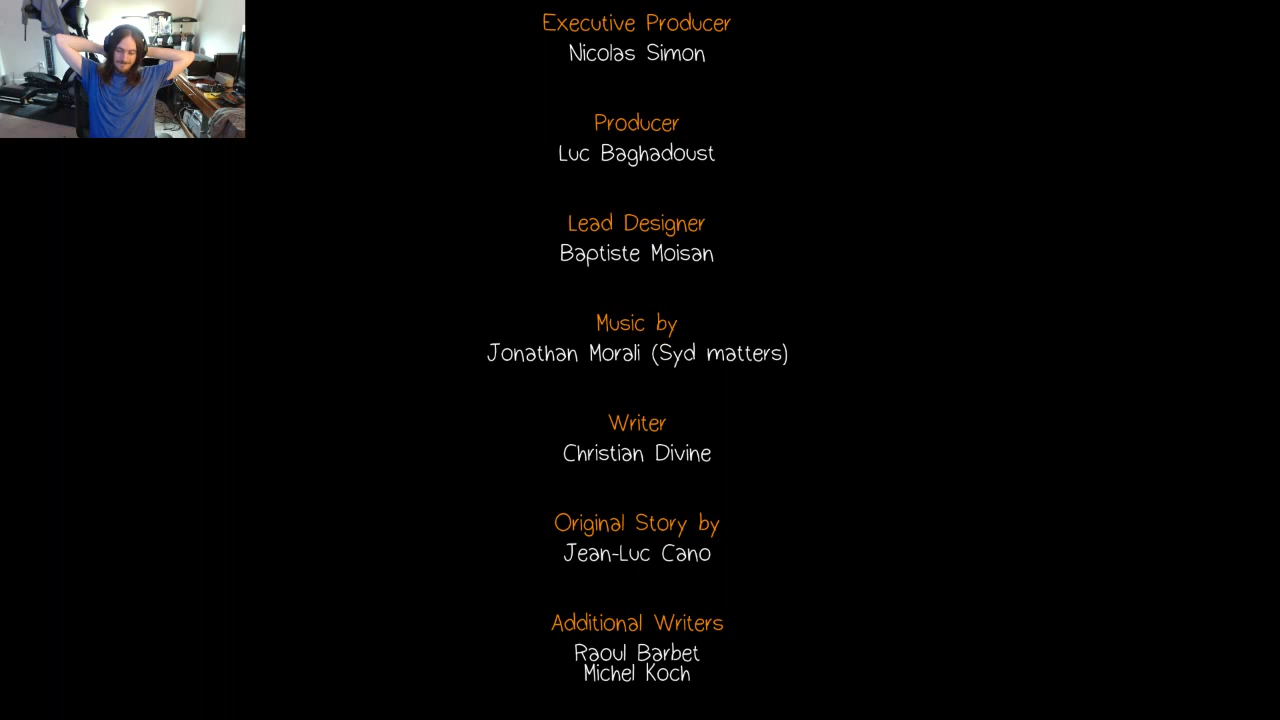 Executive Producer
Nicolas Simon
Producer
Luc Baghadoust
Lead Designer
Baptiste Moisan
Music by
Jonathan Morali (Syd matters)
Writer
Christian Divine
Original Story by
Jean-Luc Cano
Additional Writers
Raoul Barbet
Michel Koch